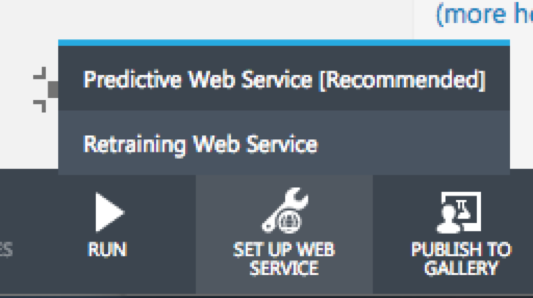 (more he
Predictive Web Service [Recommended]
Retraining Web Service
ES
RUN
SET UP WEB
SERVICE
PUBLISH TO
GALLERY